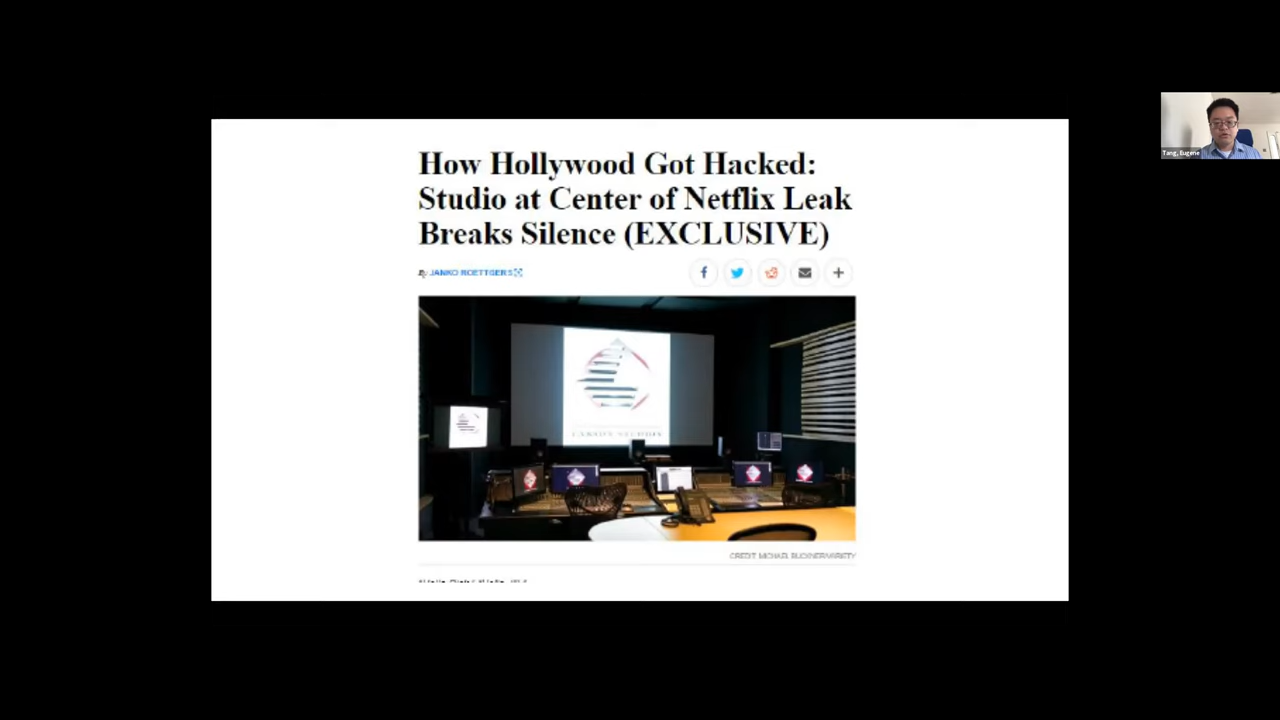 How Hollywood Got Hacked:
Studio at Center of Netflix Leak
Breaks Silence (EXCLUSIVE)
By JANKO ROETTGERS
CREDIT: MICHAEL BUCKNER/VARIETY
Tang, Eugene